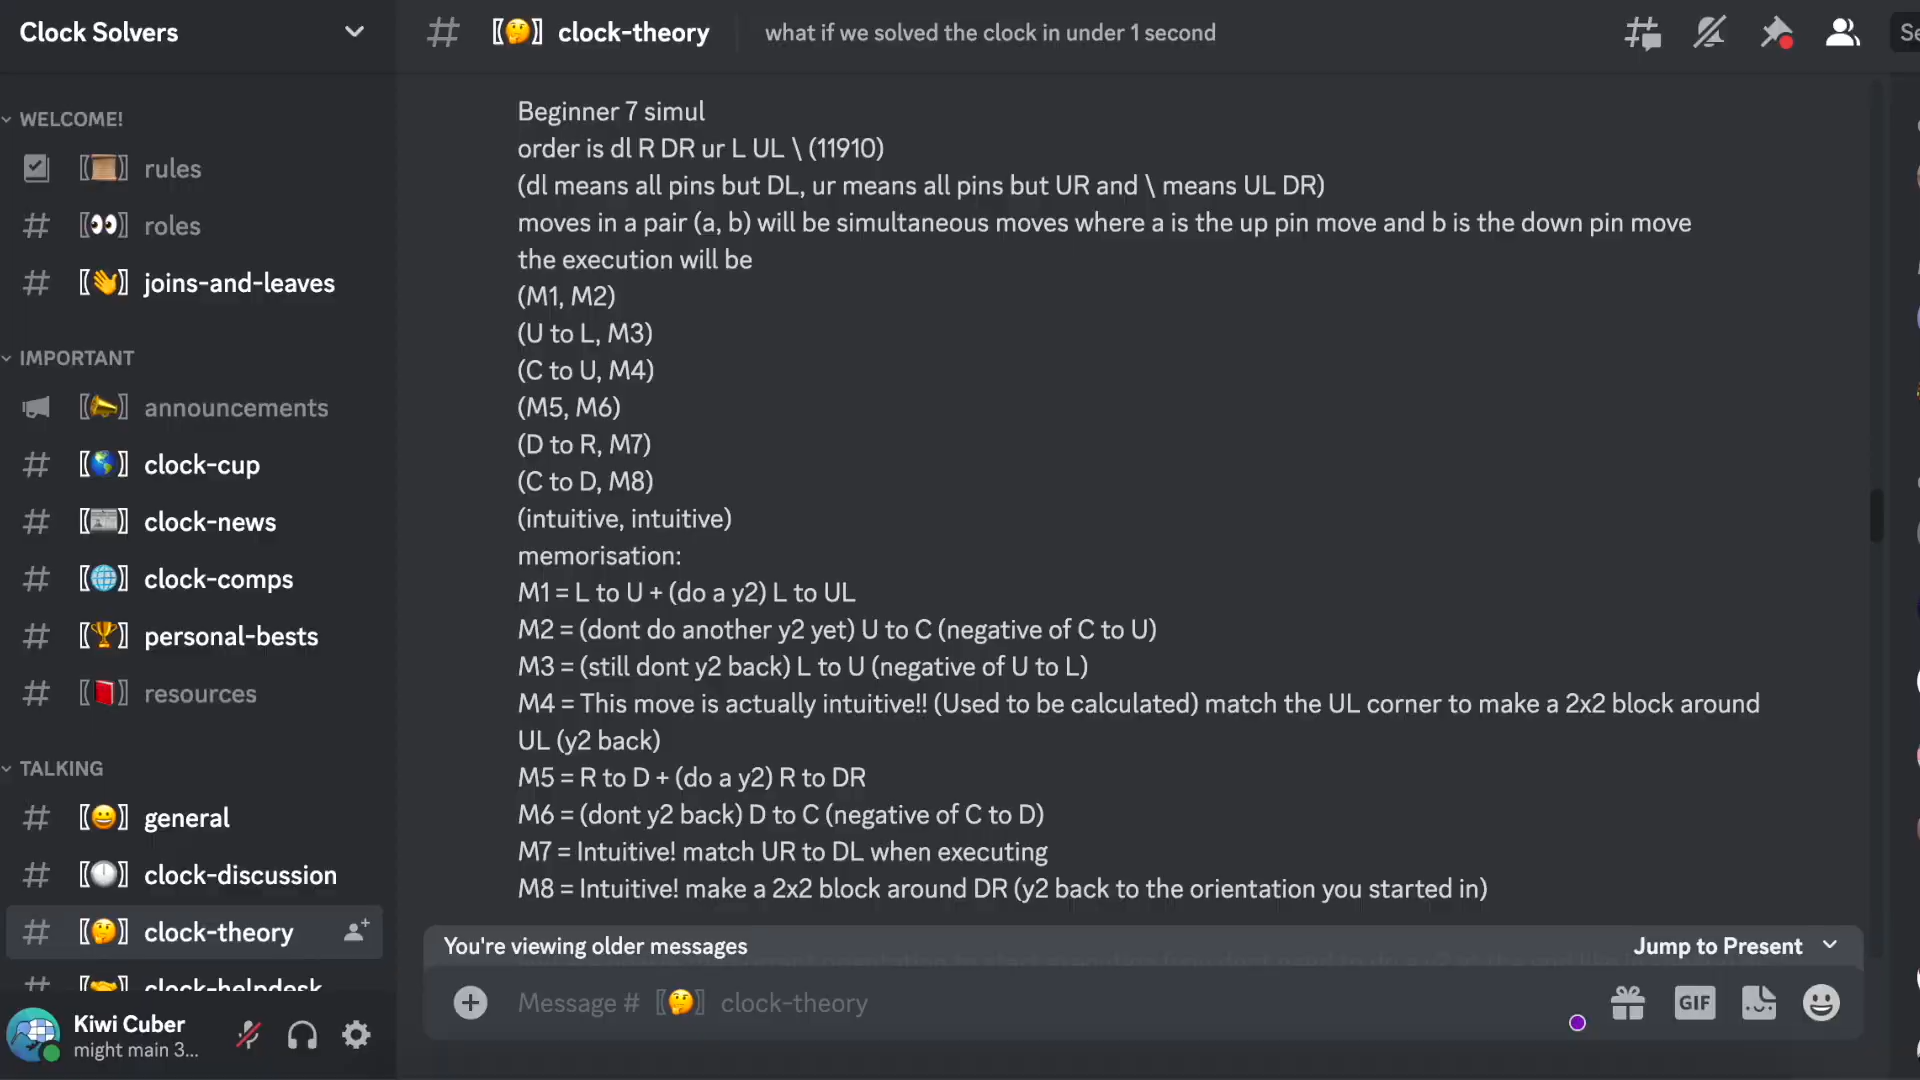 Clock Solvers
clock-theory
what if we solved the clock in under 1 second
WELCOME!
rules
roles
joins-and-leaves
IMPORTANT
announcements
clock-cup
clock-news
clock-comps
personal-bests
resources
TALKING
general
clock-discussion
clock-theory
clock-helpdesk
Kiwi Cuber
might main 3...
Beginner 7 simul
order is dl R DR ur L UL \ (11910)
(dl means all pins but DL, ur means all pins but UR and \ means UL DR)
moves in a pair (a, b) will be simultaneous moves where a is the up pin move and b is the down pin move
the execution will be
(M1, M2)
(U to L, M3)
(C to U, M4)
(M5, M6)
(D to R, M7)
(C to D, M8)
(intuitive, intuitive)
memorisation:
M1 = L to U + (do a y2) L to UL
M2 = (dont do another y2 yet) U to C (negative of C to U)
M3 = (still dont y2 back) L to U (negative of U to L)
M4 = This move is actually intuitive!! (Used to be calculated) match the UL corner to make a 2x2 block around
UL (y2 back)
M5 = R to D + (do a y2) R to DR
M6 = (dont y2 back) D to C (negative of C to D)
M7 = Intuitive! match UR to DL when executing
M8 = Intuitive! make a 2x2 block around DR (y2 back to the orientation you started in)
You're viewing older messages
Jump to Present
Message # clock-theory
GIF
Se